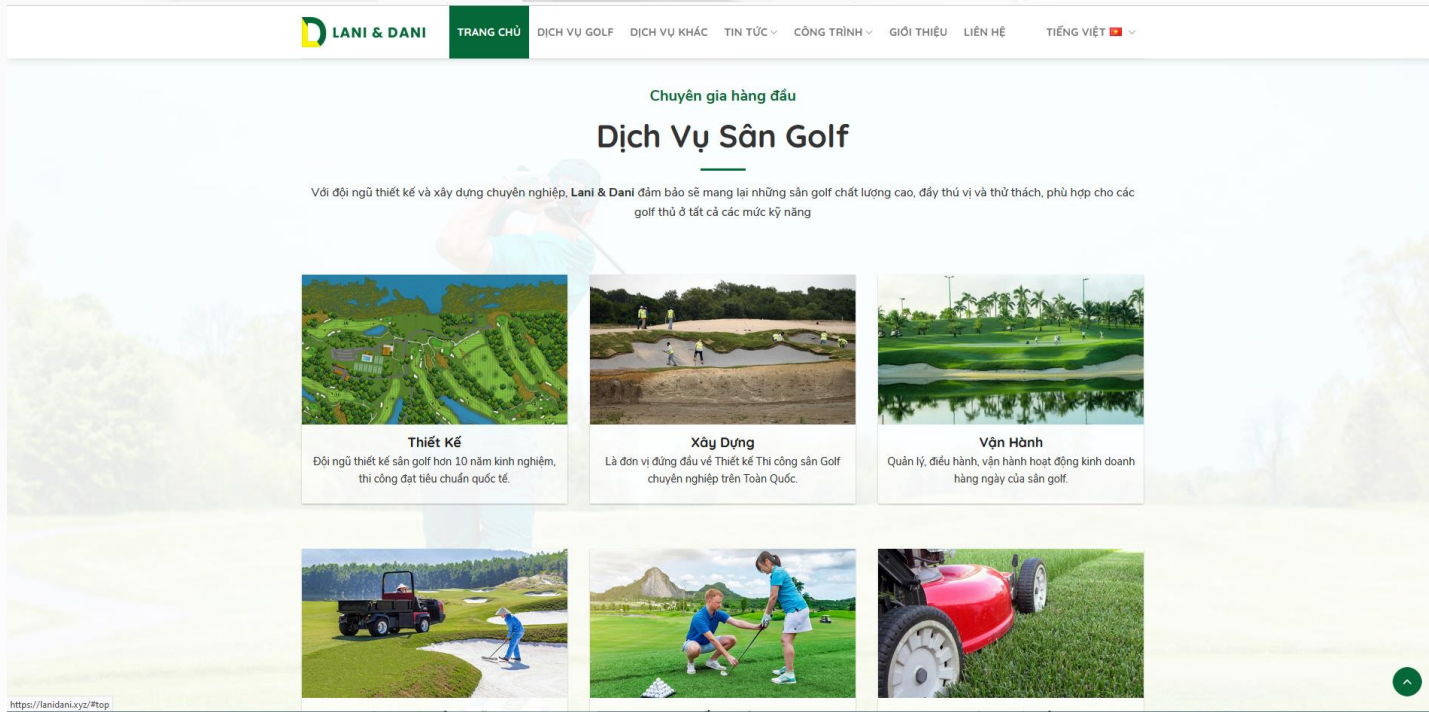 LANI & DANI
TRANG CHỦ
DỊCH VỤ GOLF
DỊCH VỤ KHÁC
TIN TỨC
CÔNG TRÌNH
GIỚI THIỆU
LIÊN HỆ
TIẾNG VIỆT
Chuyên gia hàng đầu
Dịch Vụ Sân Golf
Với đội ngũ thiết kế và xây dựng chuyên nghiệp, Lani & Dani đảm bảo sẽ mang lại những sân golf chất lượng cao, đầy thú vị và thử thách, phù hợp cho các
golf thủ ở tất cả các mức kỹ năng
Thiết Kế
Đội ngũ thiết kế sân golf hơn 10 năm kinh nghiệm,
thi công đạt tiêu chuẩn quốc tế.
Xây Dựng
Là đơn vị đứng đầu về Thiết kế Thi công sân Golf
chuyên nghiệp trên Toàn Quốc.
Vận Hành
Quản lý, điều hành, vận hành hoạt động kinh doanh
hàng ngày của sân golf.
https://lanidani.xyz/#top